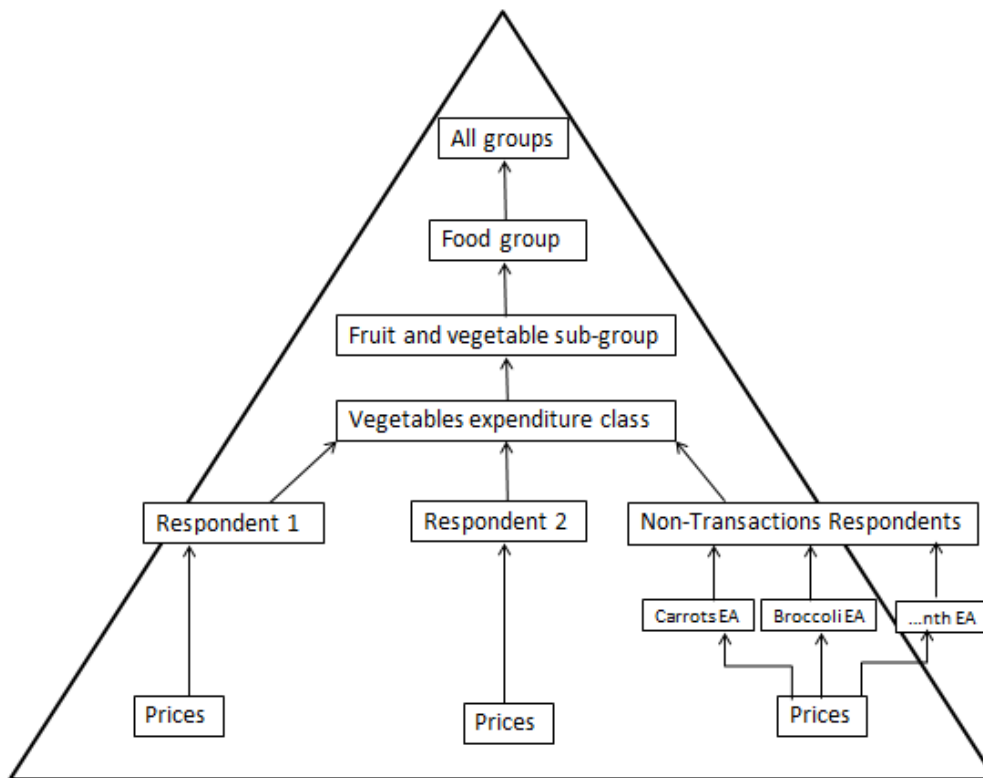 All groups
Food group
Fruit and vegetable sub-group
Vegetables expenditure class
Respondent 1
Respondent 2
Non-Transactions Respondents
Carrots EA
Broccoli EA
...nth EA
Prices
Prices
Prices